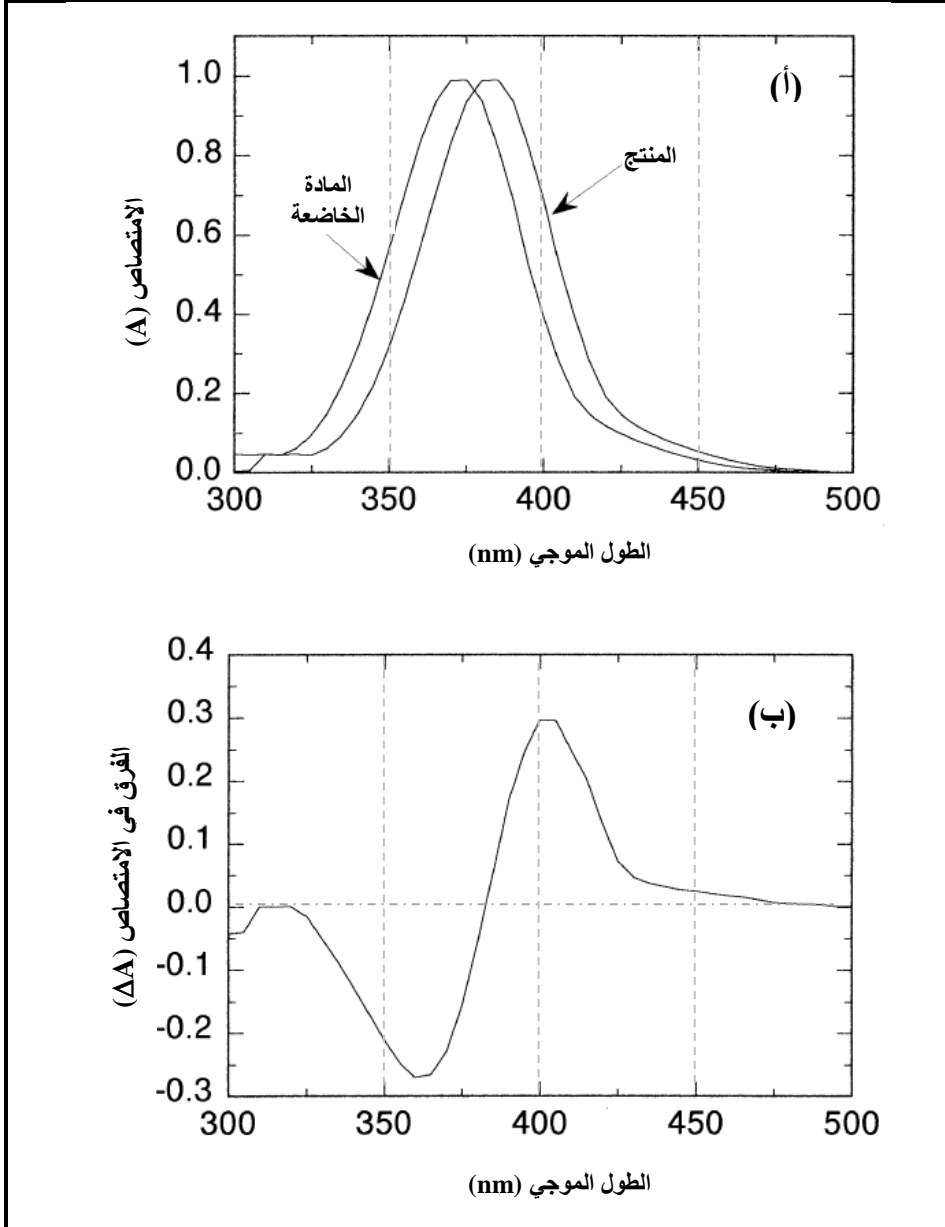 (أ)
1.0
0.8
0.6
0.4
0.2
0.0
الامتصاص (A)
المادة
الخاضعة
المنتج
300 350 400 450 500
الطول الموجي (nm)
(ب)
0.4
0.3
0.2
0.1
0.0
-0.1
-0.2
-0.3
الفرق في الامتصاص (ΔA)
300 350 400 450 500
الطول الموجي (nm)